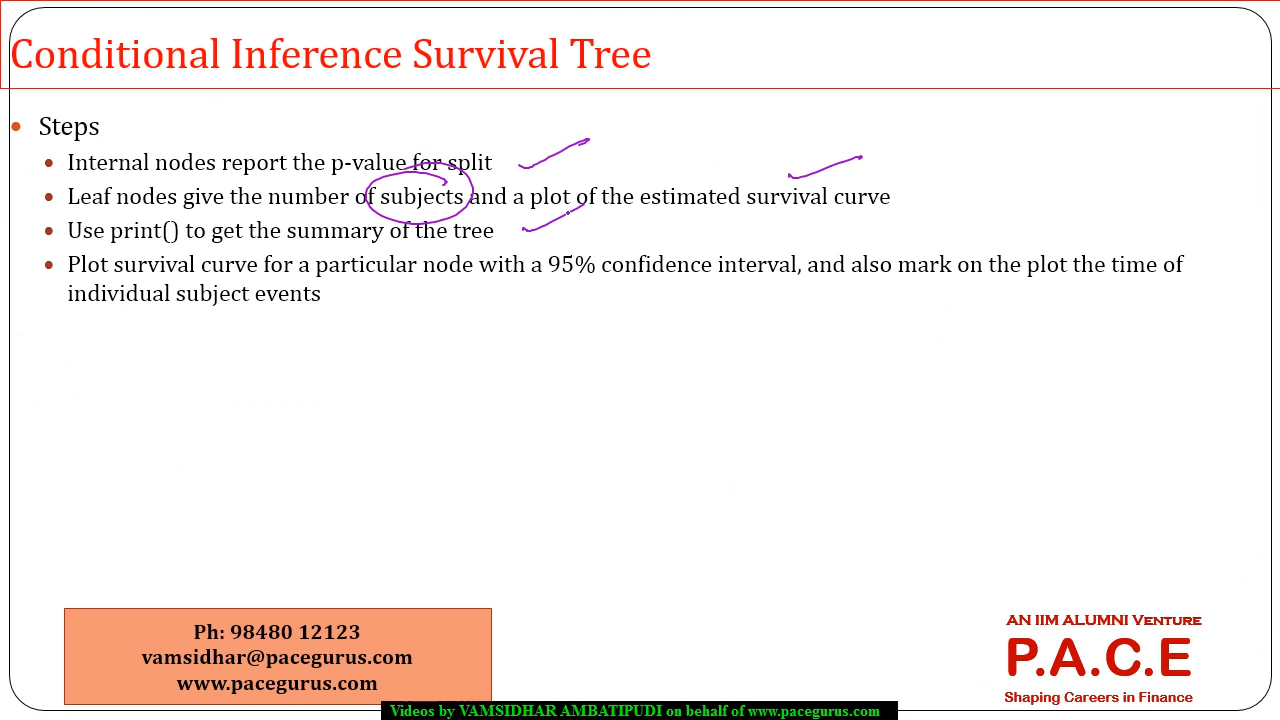 Conditional Inference Survival Tree
• Steps
• Internal nodes report the p-value for split
• Leaf nodes give the number of subjects and a plot of the estimated survival curve
• Use print() to get the summary of the tree
• Plot survival curve for a particular node with a 95% confidence interval, and also mark on the plot the time of
individual subject events
Ph: 98480 12123
vamsidhar@pacegurus.com
www.pacegurus.com
AN IIM ALUMNI VENTURE
P.A.C.E
Shaping Careers in Finance
Videos by VAMSIDHAR AMBATIPUDI on behalf of www.pacegurus.com